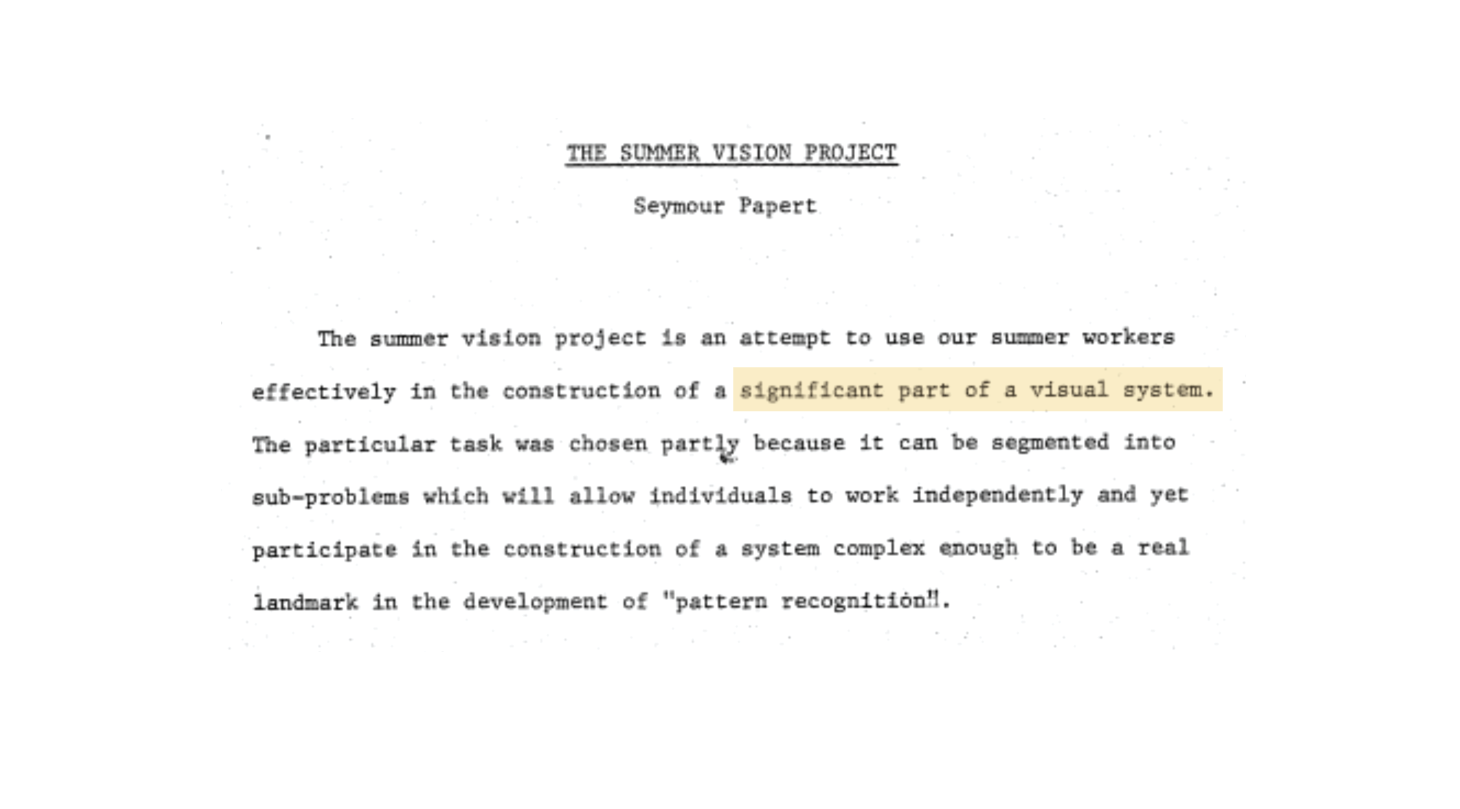 THE SUMMER VISION PROJECT
Seymour Papert
The summer vision project is an attempt to use our summer workers
effectively in the construction of a significant part of a visual system.
The particular task was chosen partly because it can be segmented into
sub-problems which will allow individuals to work independently and yet
participate in the construction of a system complex enough to be a real
landmark in the development of "pattern recognition".